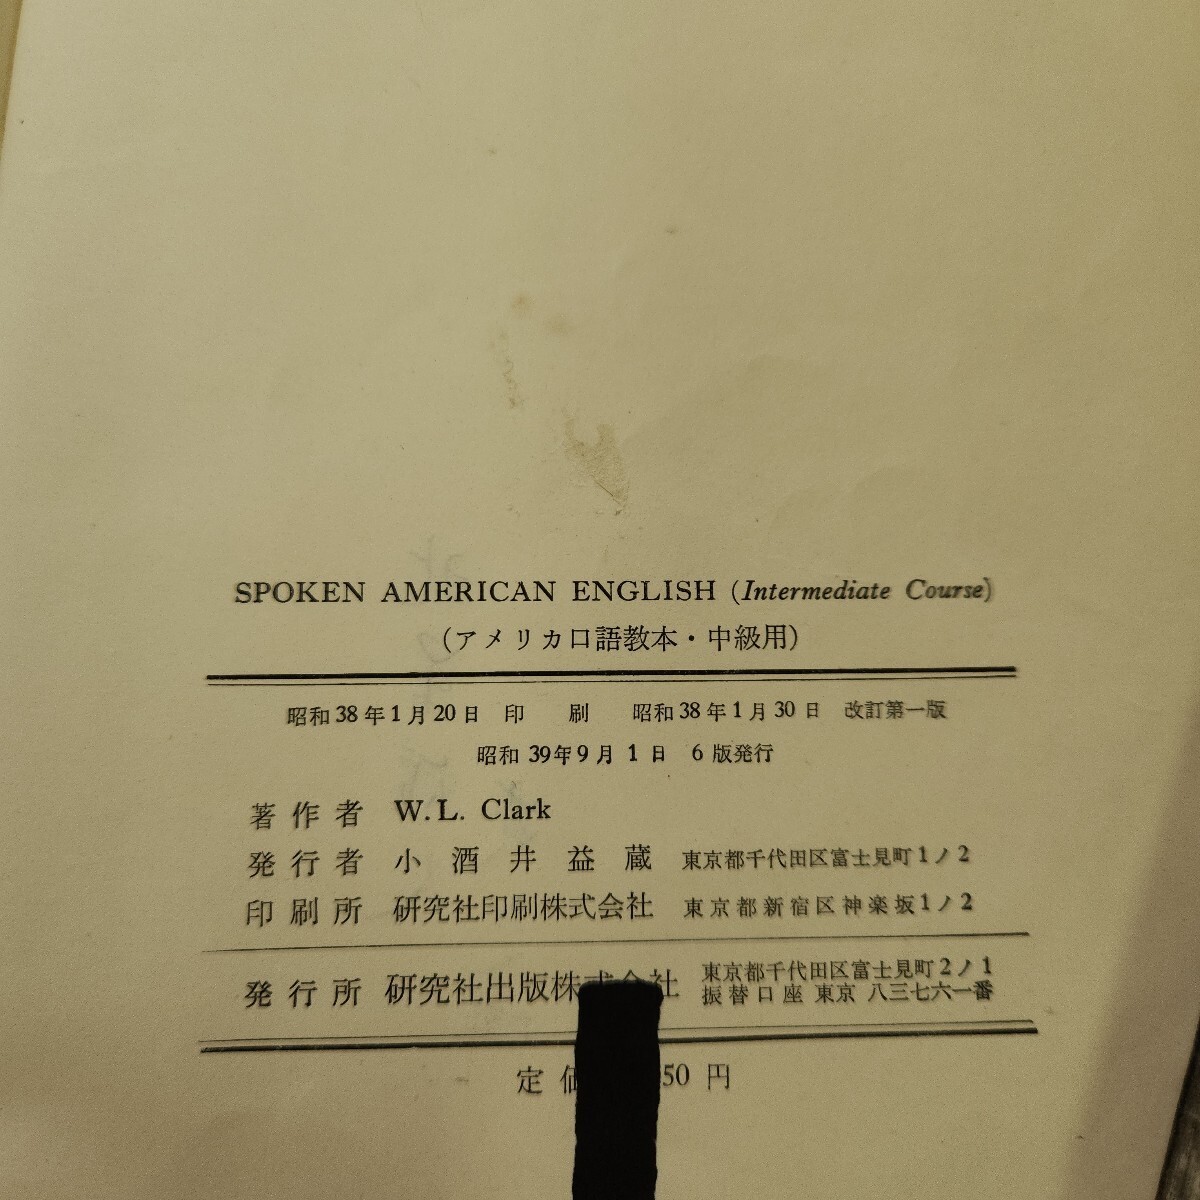 SPOKEN AMERICAN ENGLISH (Intermediate Course)
(アメリカ口語教本・中級用)
昭和38年1月20日 印 刷 昭和38年1月30日 改訂第一版
昭和39年9月1日 6版発行
著作者 W. L. Clark
発行者 小酒井益蔵 東京都千代田区富士見町1ノ2
印刷所 研究社印刷株式会社 東京都新宿区神楽坂1ノ2
発行所 研究社出版株式会社 東京都千代田区富士見町2ノ1
振替口座 東京 八三七六一番
定価 50円